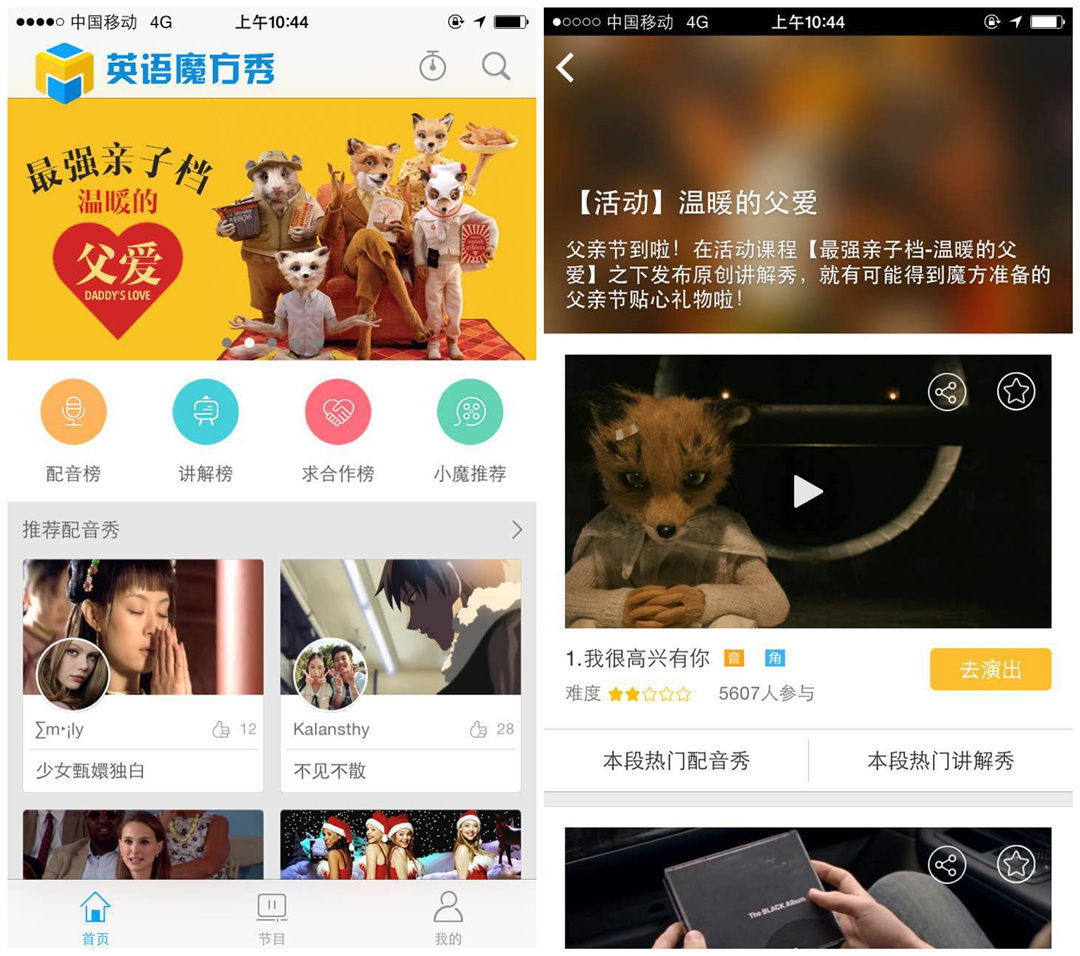 中国移动 4G 上午10:44
英语魔方秀
最强亲子档
温暖的
父爱
DADDY'S LOVE
配音榜 讲解榜 求合作榜 小魔推荐
推荐配音秀
∑m･¡ly 12
少女甄嬛独白
Kalansthy 28
不见不散
首页 节目 我的
中国移动 4G 上午10:44
【活动】温暖的父爱
父亲节到啦！在活动课程【最强亲子档-温暖的父
爱】之下发布原创讲解秀，就有可能得到魔方准备的
父亲节贴心礼物啦！
1.我很高兴有你 音 角
去演出
难度 5607人参与
本段热门配音秀 本段热门讲解秀
The BLACK Album